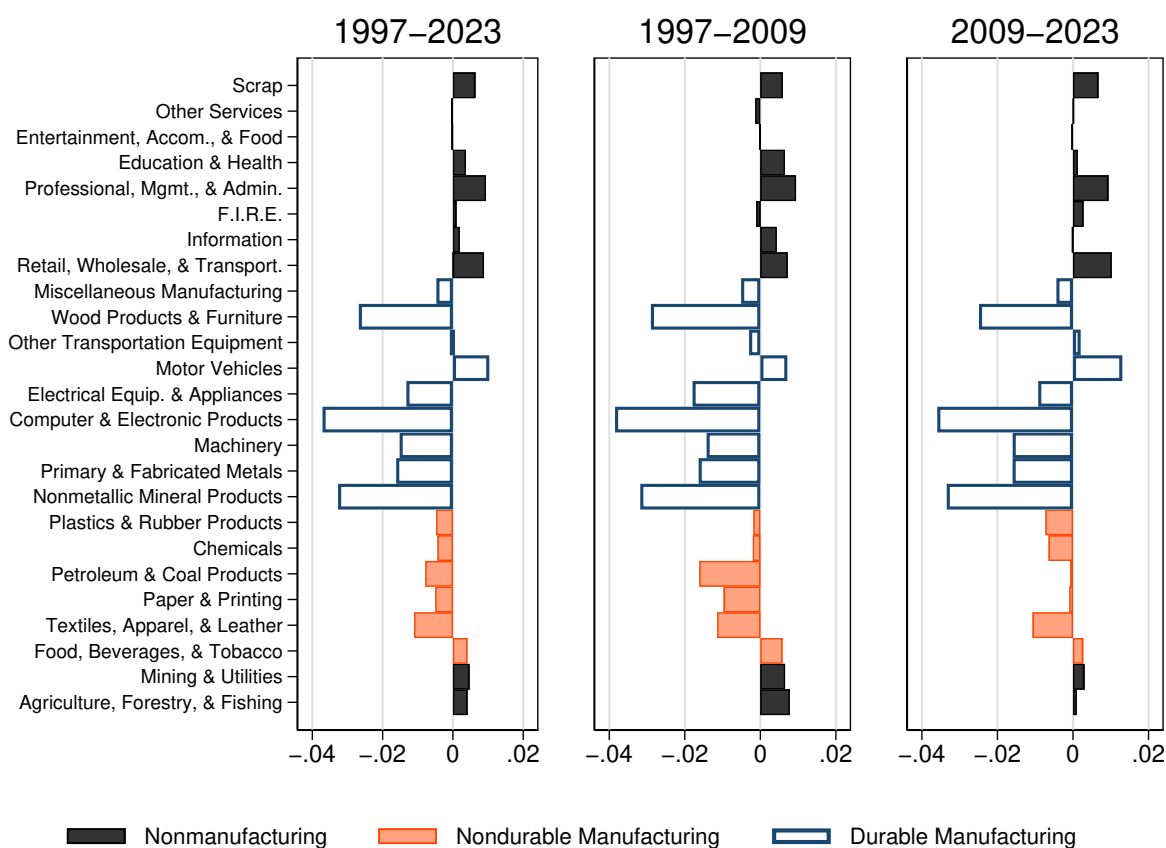 1997−2023
1997−2009
2009−2023
Scrap
Other Services
Entertainment, Accom., & Food
Education & Health
Professional, Mgmt., & Admin.
F.I.R.E.
Information
Retail, Wholesale, & Transport.
Miscellaneous Manufacturing
Wood Products & Furniture
Other Transportation Equipment
Motor Vehicles
Electrical Equip. & Appliances
Computer & Electronic Products
Machinery
Primary & Fabricated Metals
Nonmetallic Mineral Products
Plastics & Rubber Products
Chemicals
Petroleum & Coal Products
Paper & Printing
Textiles, Apparel, & Leather
Food, Beverages, & Tobacco
Mining & Utilities
Agriculture, Forestry, & Fishing
−.04 −.02 0 .02
−.04 −.02 0 .02
−.04 −.02 0 .02
Nonmanufacturing
Nondurable Manufacturing
Durable Manufacturing